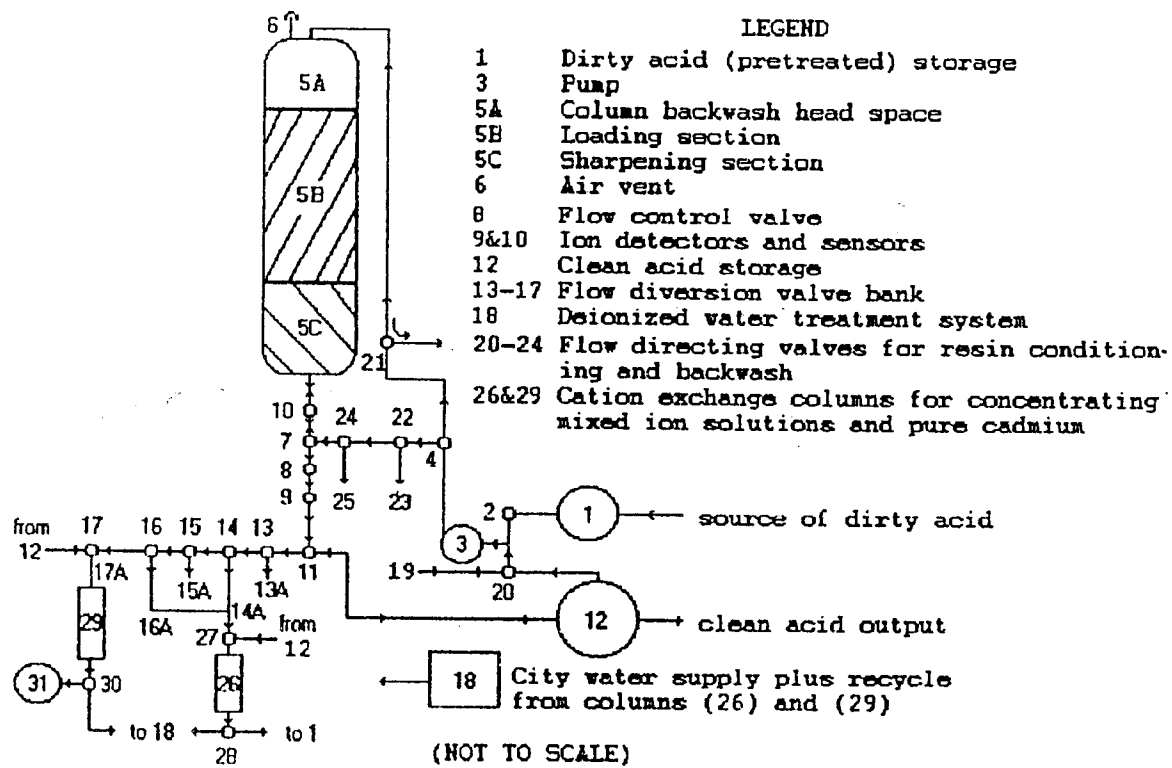 LEGEND
1 Dirty acid (pretreated) storage
3 Pump
5A Column backwash head space
5B Loading section
5C Sharpening section
6 Air vent
8 Flow control valve
9&10 Ion detectors and sensors
12 Clean acid storage
13-17 Flow diversion valve bank
18 Deionized water treatment system
20-24 Flow directing valves for resin condition-
ing and backwash
26&29 Cation exchange columns for concentrating
mixed ion solutions and pure cadmium
6
5A
5B
5C
21
10
24
22
7
4
8
25
23
9
2
1
source of dirty acid
3
from
12
17
16
15
14
13
11
19
20
17A
15A
13A
16A
14A
29
27
from
12
12
clean acid output
31
30
26
18
City water supply plus recycle
from columns (26) and (29)
to 18
to 1
28
(NOT TO SCALE)